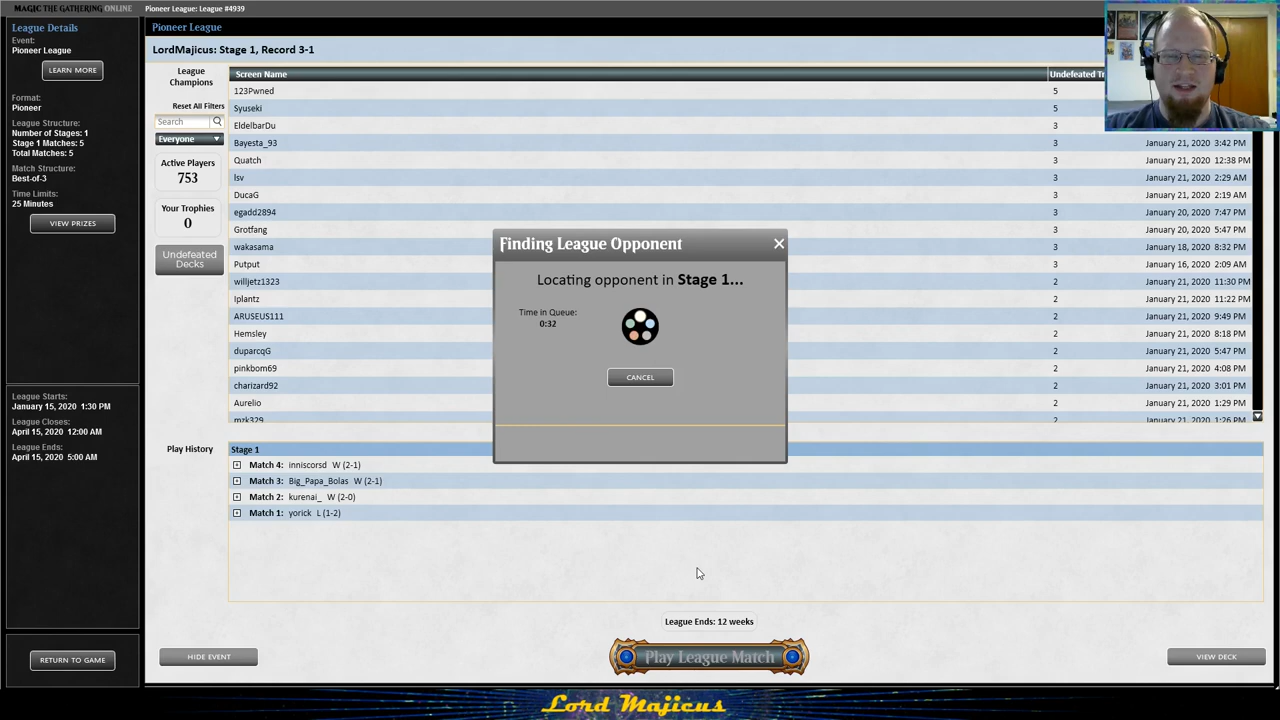 MAGIC THE GATHERING ONLINE
Pioneer League: League #4939
League Details
Event:
Pioneer League
LEARN MORE
Format:
Pioneer
League Structure:
Number of Stages: 1
Stage 1 Matches: 5
Total Matches: 5
Match Structure:
Best-of-3
Time Limits:
25 Minutes
VIEW PRIZES
League Starts:
January 15, 2020 1:30 PM
League Closes:
April 15, 2020 12:00 AM
League Ends:
April 15, 2020 5:00 AM
RETURN TO GAME
Pioneer League
LordMajicus: Stage 1, Record 3-1
League
Champions
Reset All Filters
Search
Everyone
Active Players
753
Your Trophies
0
Undefeated
Decks
Screen Name Undefeated Tr
123Pwned 5
Syuseki 5
EldelbarDu 3
Bayesta_93 3 January 21, 2020 3:42 PM
Quatch 3 January 21, 2020 12:38 PM
lsv 3 January 21, 2020 2:29 AM
DucaG 3 January 21, 2020 2:19 AM
egadd2894 3 January 20, 2020 7:47 PM
Grotfang 3 January 20, 2020 5:47 PM
wakasama 3 January 18, 2020 8:32 PM
Putput 3 January 16, 2020 2:09 AM
willjetz1323 2 January 21, 2020 11:30 PM
Iplantz 2 January 21, 2020 11:22 PM
ARUSEUS111 2 January 21, 2020 9:49 PM
Hemsley 2 January 21, 2020 8:18 PM
duparcqG 2 January 21, 2020 5:47 PM
pinkbom69 2 January 21, 2020 4:08 PM
charizard92 2 January 21, 2020 3:01 PM
Aurelio 2 January 21, 2020 1:29 PM
mzk329 2 January 21, 2020 1:26 PM
Finding League Opponent
Locating opponent in Stage 1...
Time in Queue:
0:32
CANCEL
Play History
Stage 1
Match 4: inniscorsd W (2-1)
Match 3: Big_Papa_Bolas W (2-1)
Match 2: kurenai_ W (2-0)
Match 1: yorick L (1-2)
League Ends: 12 weeks
HIDE EVENT
Play League Match
VIEW DECK
Lord Majicus